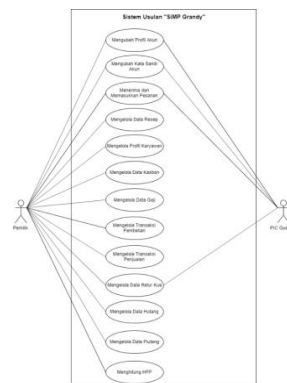 Sistem Usulan "SIMP Grandy"
Mengubah Profil Akun
Mengubah Kata Sandi
Akun
Menerima dan
Memasukkan Pesanan
Mengelola Data Resep
Mengelola Profil Karyawan
Mengelola Data Kasbon
Mengelola Data Gaji
Mengelola Transaksi
Pembelian
Mengelola Transaksi
Penjualan
Mengelola Data Retur Kue
Mengelola Data Hutang
Mengelola Data Piutang
Menghitung HPP
Pemilik
PIC Gu